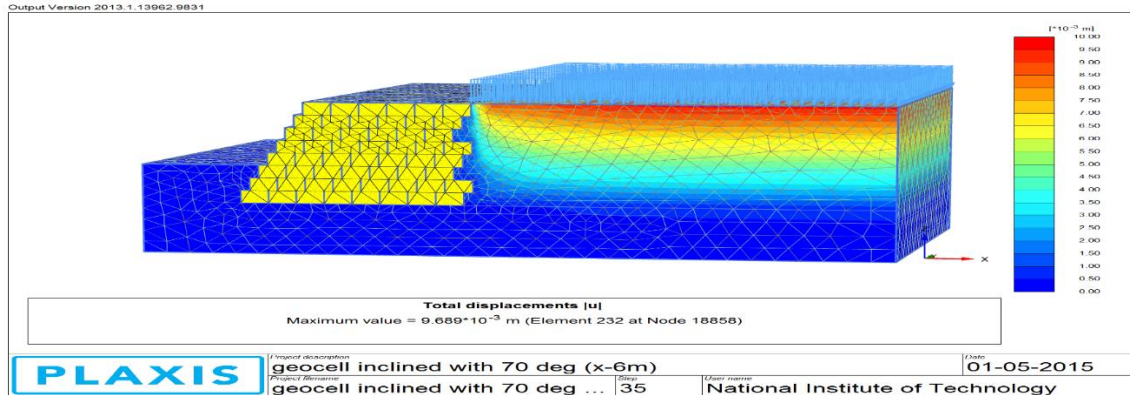 Output Version 2013.1.13962.9831
[*10⁻³ m]
10.00
9.50
9.00
8.50
8.00
7.50
7.00
6.50
6.00
5.50
5.00
4.50
4.00
3.50
3.00
2.50
2.00
1.50
1.00
0.50
0.00
x
Total displacements |u|
Maximum value = 9.689*10⁻³ m (Element 232 at Node 18858)
PLAXIS
Project description
geocell inclined with 70 deg (x-6m)
Date
01-05-2015
Project filename
geocell inclined with 70 deg ...
Step
35
User name
National Institute of Technology